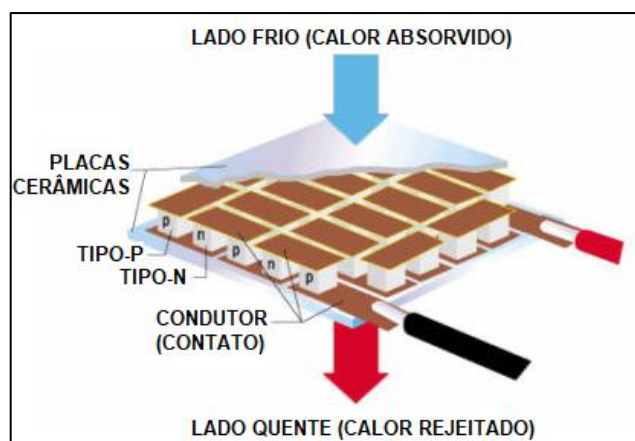 LADO FRIO (CALOR ABSORVIDO)
PLACAS
CERÂMICAS
p
n
p
n
p
TIPO-P
TIPO-N
CONDUTOR
(CONTATO)
LADO QUENTE (CALOR REJEITADO)